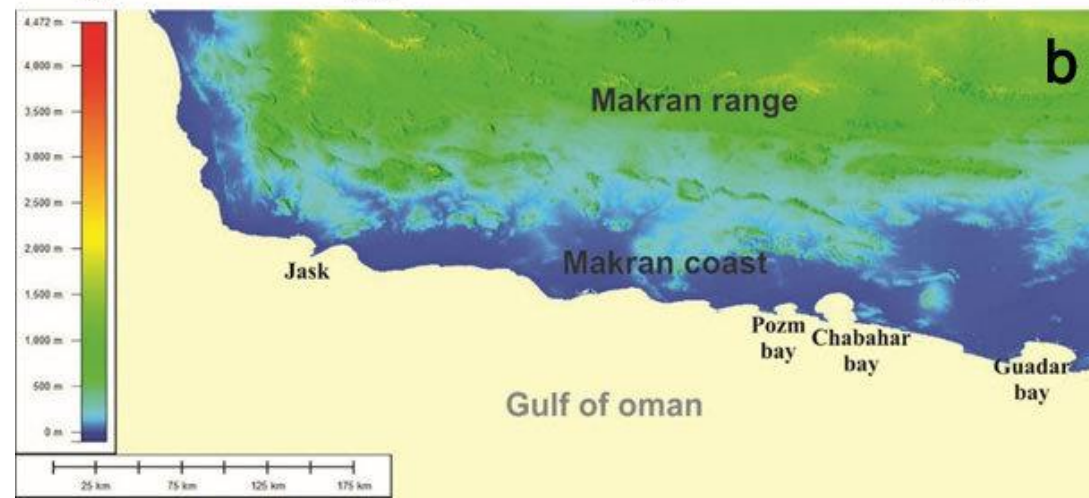 4,472 m
4,000 m
3,500 m
3,000 m
2,500 m
2,000 m
1,500 m
1,000 m
500 m
0 m
b
Makran range
Makran coast
Jask
Pozm
bay
Chabahar
bay
Guadar
bay
Gulf of oman
25 km
75 km
125 km
175 km